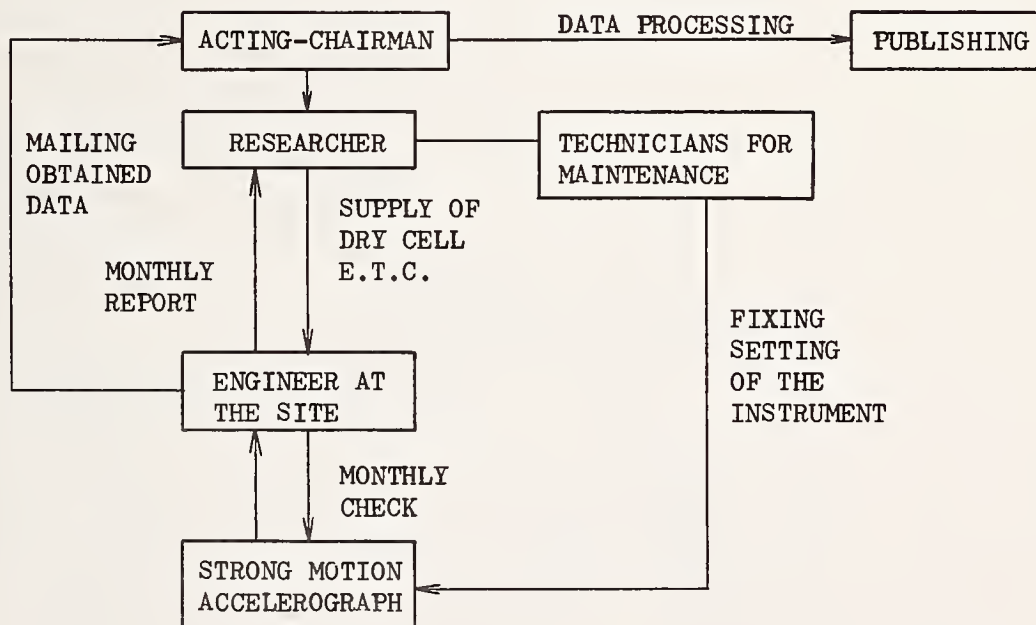 ACTING-CHAIRMAN
DATA PROCESSING
PUBLISHING
MAILING
OBTAINED
DATA
RESEARCHER
TECHNICIANS FOR
MAINTENANCE
SUPPLY OF
DRY CELL
E.T.C.
MONTHLY
REPORT
FIXING
SETTING
OF THE
INSTRUMENT
ENGINEER AT
THE SITE
MONTHLY
CHECK
STRONG MOTION
ACCELEROGRAPH